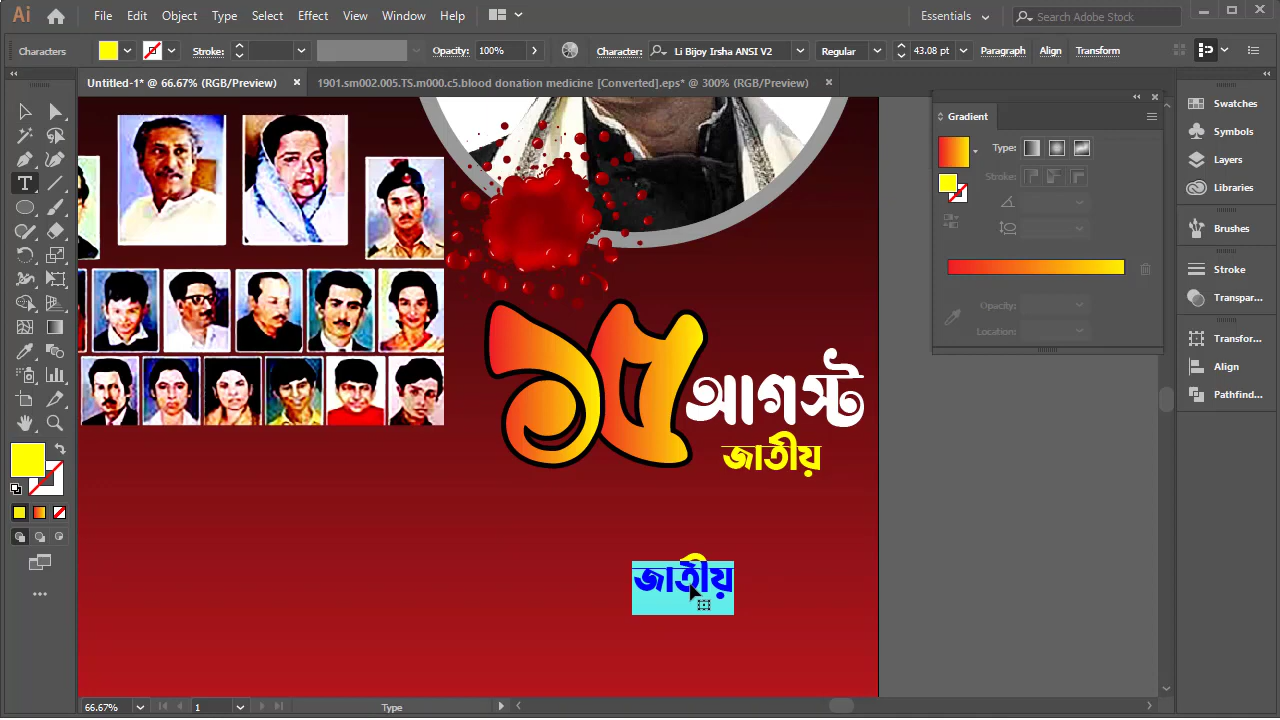 Ai File Edit Object Type Select Effect View Window Help Essentials Search Adobe Stock
Characters Stroke: Opacity: 100% Character: Li Bijoy Irsha ANSI V2 Regular 43.08 pt Paragraph Align Transform
Untitled-1* @ 66.67% (RGB/Preview) 1901.sm002.005.TS.m000.c5.blood donation medicine [Converted].eps* @ 300% (RGB/Preview)
Gradient
Type:
Stroke:
Opacity:
Location:
Swatches
Symbols
Layers
Libraries
Brushes
Stroke
Transpar...
Transfor...
Align
Pathfind...
১৫ আগস্ট
জাতীয়
জাতীয়
66.67% 1 Type